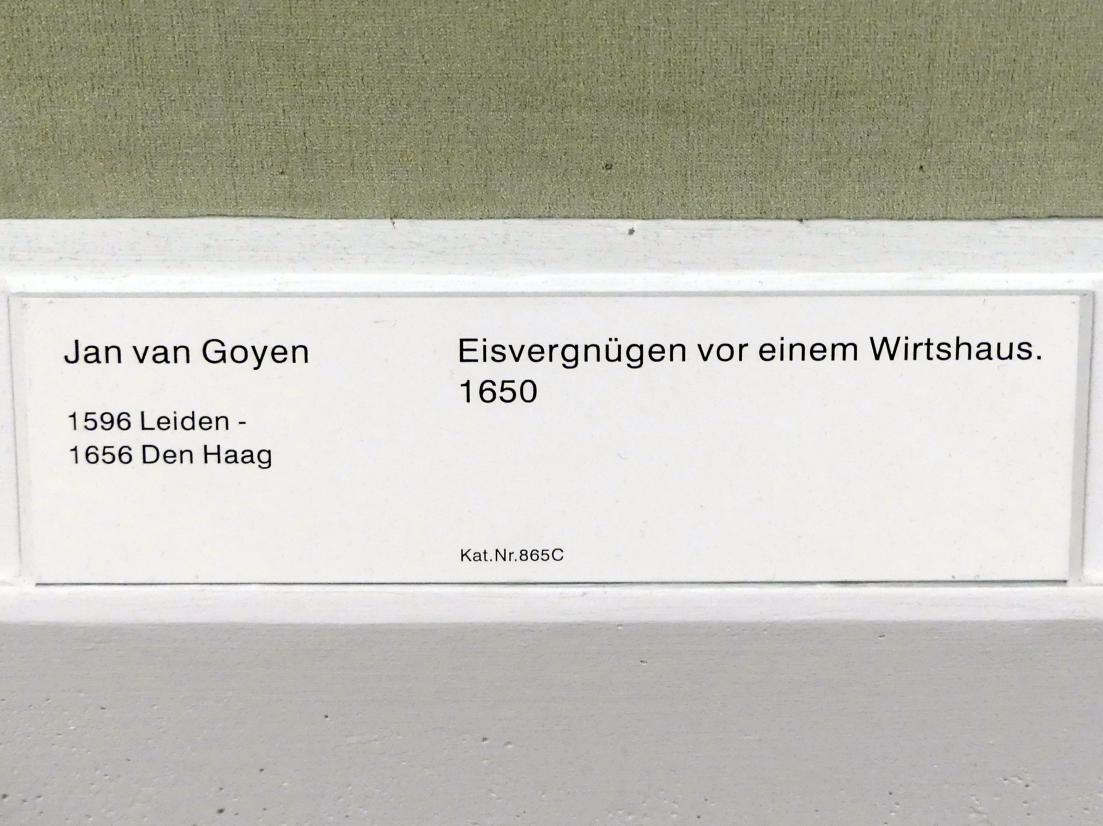 Jan van Goyen
1596 Leiden -
1656 Den Haag
Eisvergnügen vor einem Wirtshaus.
1650
Kat.Nr.865C